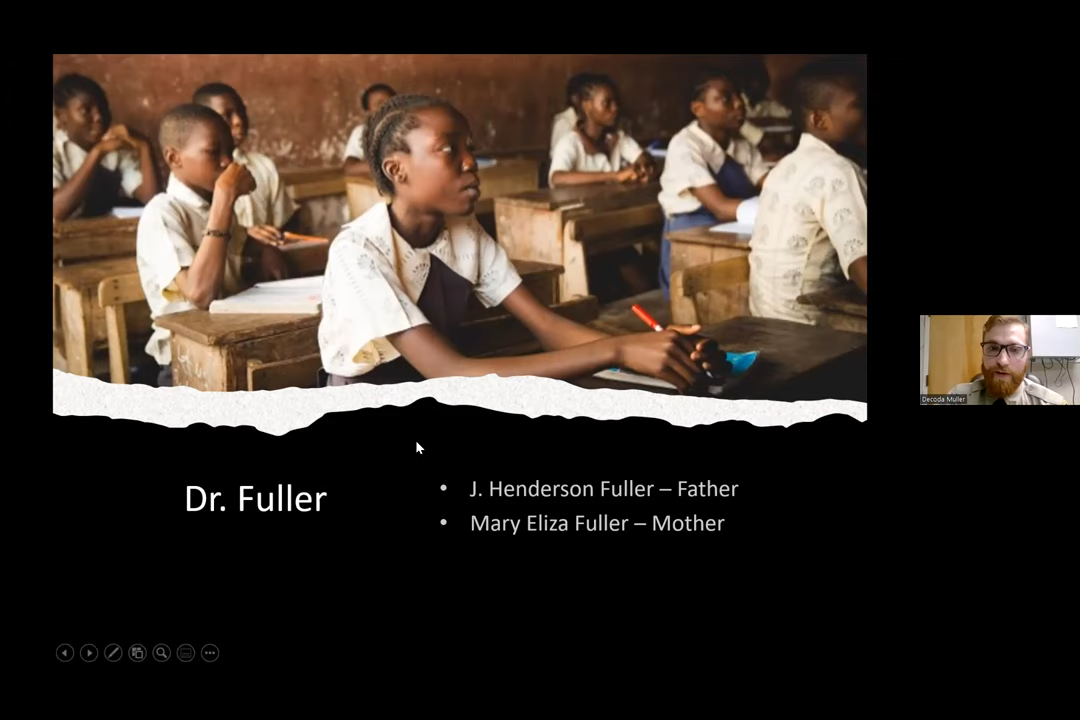 Dr. Fuller
• J. Henderson Fuller – Father
• Mary Eliza Fuller – Mother
Decoda Muller